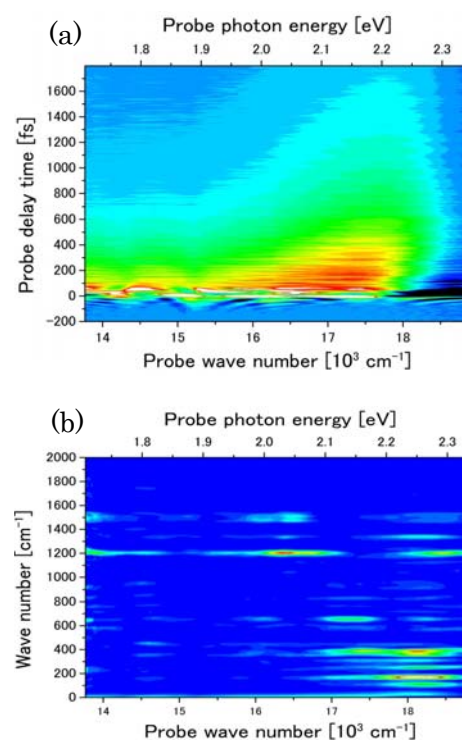 (a)
Probe photon energy [eV]
1.8 1.9 2.0 2.1 2.2 2.3
Probe delay time [fs]
1600
1400
1200
1000
800
600
400
200
0
-200
14 15 16 17 18
Probe wave number [10³ cm⁻¹]
(b)
Probe photon energy [eV]
1.8 1.9 2.0 2.1 2.2 2.3
Wave number [cm⁻¹]
2000
1800
1600
1400
1200
1000
800
600
400
200
0
14 15 16 17 18
Probe wave number [10³ cm⁻¹]